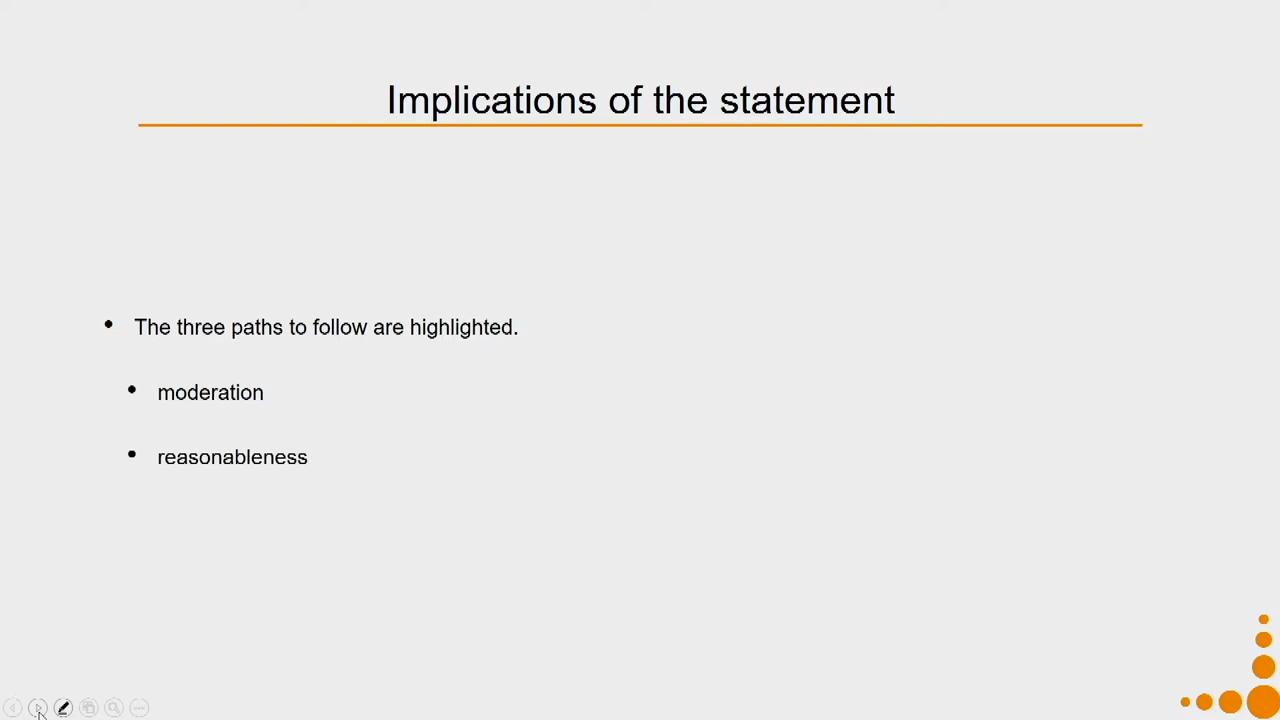 Implications of the statement
• The three paths to follow are highlighted.
• moderation
• reasonableness